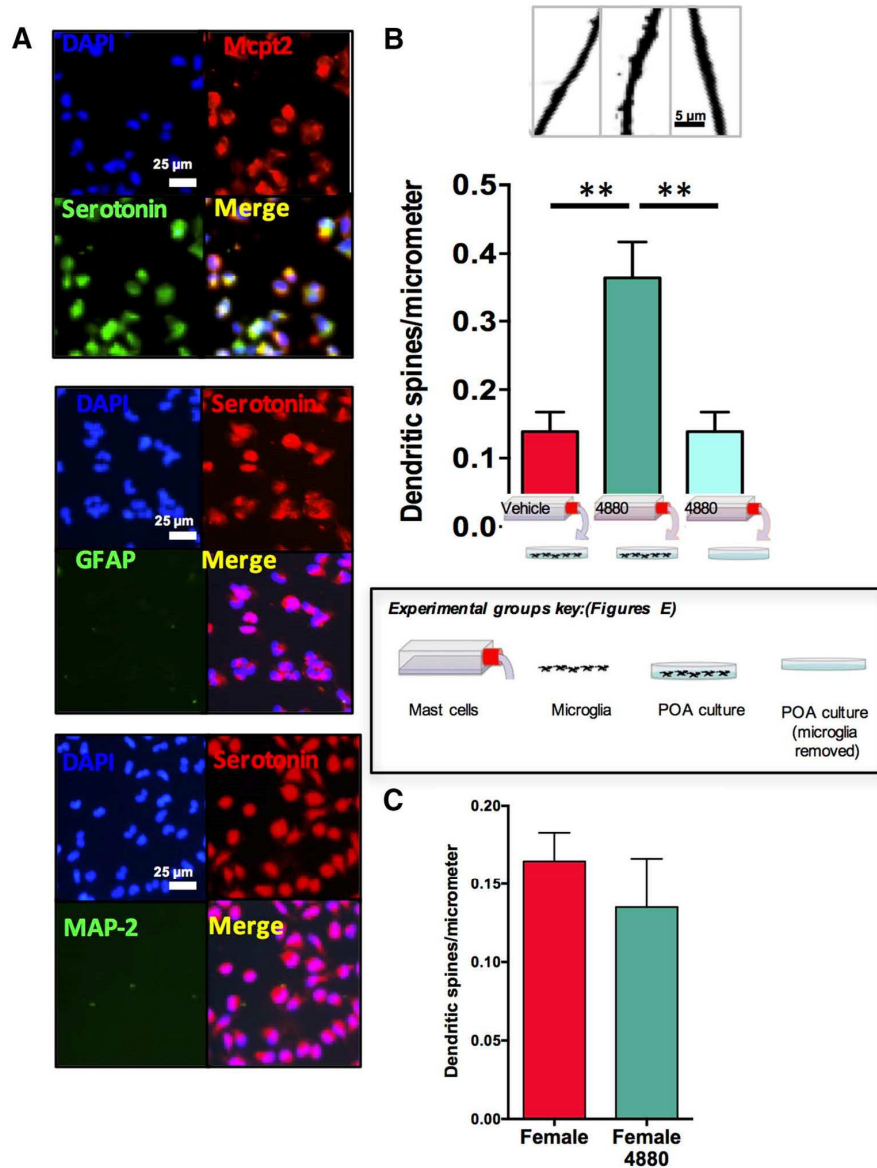 A
DAPI
Mcpt2
25 µm
Serotonin
Merge
DAPI
Serotonin
25 µm
GFAP
Merge
DAPI
Serotonin
25 µm
MAP-2
Merge
B
5 µm
Dendritic spines/micrometer
0.5
0.4
0.3
0.2
0.1
0.0
** **
Vehicle 4880 4880
Experimental groups key:(Figures E)
Mast cells
Microglia
POA culture
POA culture
(microglia
removed)
C
Dendritic spines/micrometer
0.20
0.15
0.10
0.05
0.00
Female
Female
4880